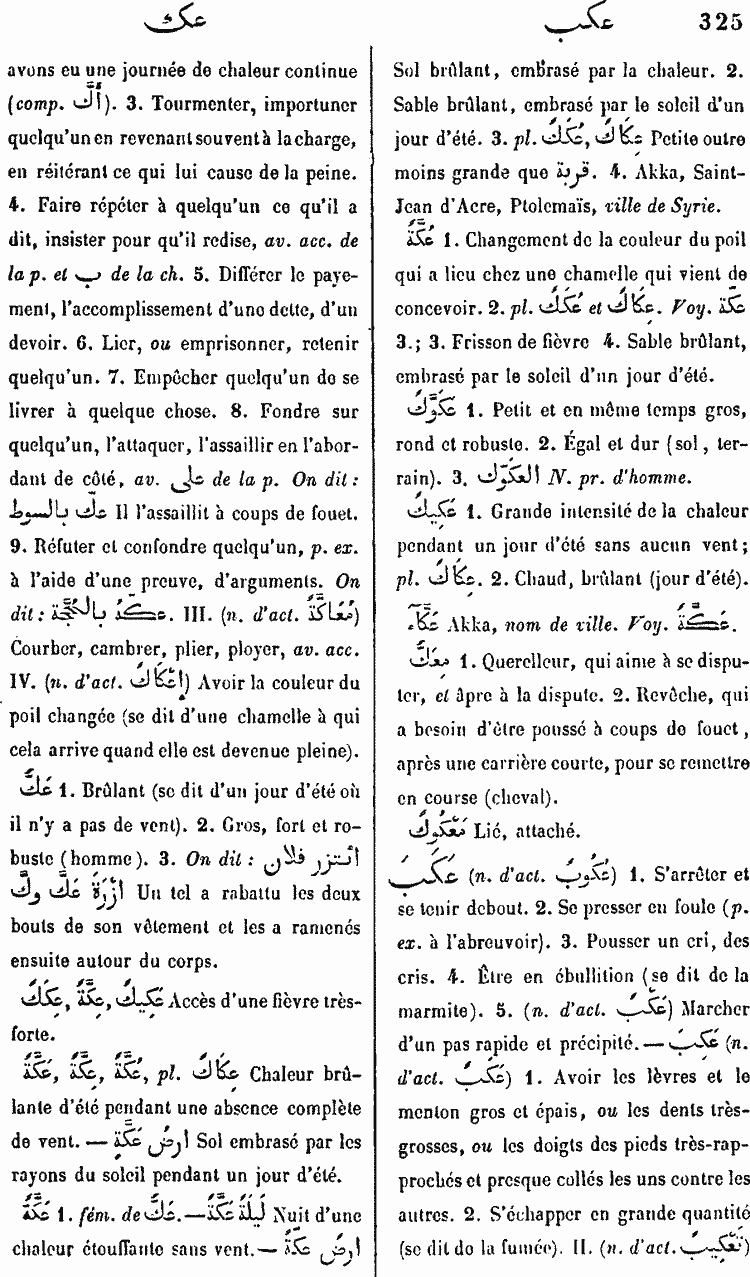 عكـ
عكب
325
avons eu une journée de chaleur continue
(comp. أَكَّ). 3. Tourmenter, importuner
quelqu'un en revenant souvent à la charge,
en réitérant ce qui lui cause de la peine.
4. Faire répéter à quelqu'un ce qu'il a
dit, insister pour qu'il redise, av. acc. de
la p. et ب de la ch. 5. Différer le paye-
ment, l'accomplissement d'une dette, d'un
devoir. 6. Lier, ou emprisonner, retenir
quelqu'un. 7. Empêcher quelqu'un de se
livrer à quelque chose. 8. Fondre sur
quelqu'un, l'attaquer, l'assaillir en l'abor-
dant de côté, av. على de la p. On dit:
عكّ بالسوط Il l'assaillit à coups de fouet.
9. Réfuter et confondre quelqu'un, p. ex.
à l'aide d'une preuve, d'arguments. On
dit: عكّهُ بالحُجَّة. III. (n. d'act. مُعَاكَّةٌ)
Courber, cambrer, plier, ployer, av. acc.
IV. (n. d'act. إِعْكَاكٌ) Avoir la couleur du
poil changée (se dit d'une chamelle à qui
cela arrive quand elle est devenue pleine).
عَكٌّ 1. Brûlant (se dit d'un jour d'été où
il n'y a pas de vent). 2. Gros, fort et ro-
buste (homme). 3. On dit: ائتزر فلان
ازْرَةَ عَكَّ وكَّ Un tel a rabattu les deux
bouts de son vêtement et les a ramenés
ensuite autour du corps.
عَكِيكٌ, عِكَّةٌ, عِكَكٌ Accès d'une fièvre très-
forte.
عُكَّةٌ, عِكَّةٌ, عَكَّةٌ, pl. عِكَاكٌ Chaleur brû-
lante d'été pendant une absence complète
de vent. — ارض عَكَّةٌ Sol embrasé par les
rayons du soleil pendant un jour d'été.
عَكَّةٌ 1. fém. de عَكٌّ. — لَيْلَةٌ عَكَّةٌ Nuit d'une
chaleur étouffante sans vent. — ارض عَكَّةٌ
Sol brûlant, embrasé par la chaleur. 2.
Sable brûlant, embrasé par le soleil d'un
jour d'été. 3. pl. عِكَاكٌ, عُكَكٌ Petite outre
moins grande que قربة. 4. Akka, Saint-
Jean d'Acre, Ptolemaïs, ville de Syrie.
عُكَّةٌ 1. Changement de la couleur du poil
qui a lieu chez une chamelle qui vient de
concevoir. 2. pl. عُكَكٌ et عِكَاكٌ. Voy. عَكَّة
3.; 3. Frisson de fièvre 4. Sable brûlant,
embrasé par le soleil d'un jour d'été.
عَكَوَّكٌ 1. Petit et en même temps gros,
rond et robuste. 2. Égal et dur (sol, ter-
rain). 3. العكوّك N. pr. d'homme.
عَكِيكٌ 1. Grande intensité de la chaleur
pendant un jour d'été sans aucun vent;
pl. عِكَاكٌ. 2. Chaud, brûlant (jour d'été).
عَكَّآءُ Akka, nom de ville. Voy. عَكَّةٌ.
مِعَكٌّ 1. Querelleur, qui aime à se dispu-
ter, et âpre à la dispute. 2. Revêche, qui
a besoin d'être poussé à coups de fouet,
après une carrière courte, pour se remettre
en course (cheval).
مَعْكُوكٌ Lié, attaché.
عَكَبَ (n. d'act. عُكُوبٌ) 1. S'arrêter et
se tenir debout. 2. Se presser en foule (p.
ex. à l'abreuvoir). 3. Pousser un cri, des
cris. 4. Être en ébullition (se dit de la
marmite). 5. (n. d'act. عَكْبٌ) Marcher
d'un pas rapide et précipité. — عَكِبَ (n.
d'act. عَكَبٌ) 1. Avoir les lèvres et le
menton gros et épais, ou les dents très-
grosses, ou les doigts des pieds très-rap-
prochés et presque collés les uns contre les
autres. 2. S'échapper en grande quantité
(se dit de la fumée). II. (n. d'act. تَعْكِيبٌ)